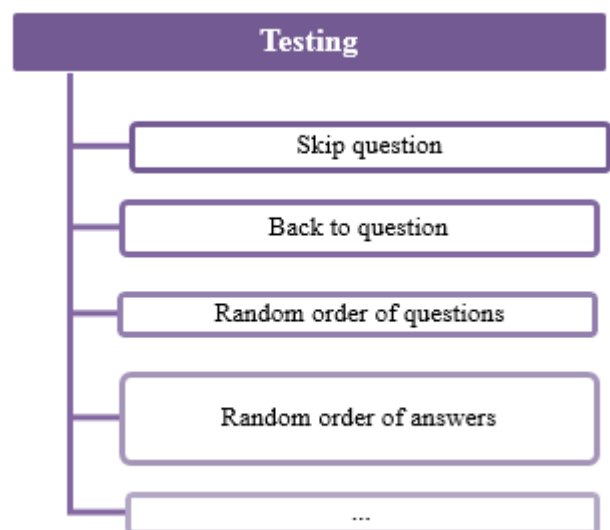 Testing
Skip question
Back to question
Random order of questions
Random order of answers
...